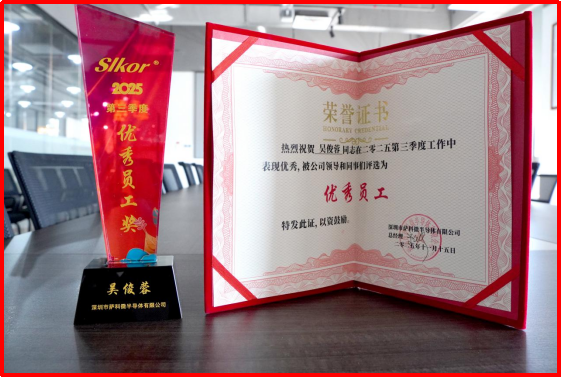 Slkor®
2025
第三季度
优秀员工奖
吴俊蓉
深圳市萨科微半导体有限公司
荣誉证书
HONORARY CREDENTIAL
热烈祝贺 吴俊蓉 同志在二零二五第三季度工作中
表现优秀，被公司领导和同事们评选为
优秀员工
特发此证，以资鼓励。
深圳市萨科微半导体有限公司
总经理
二零二五年十一月十五日